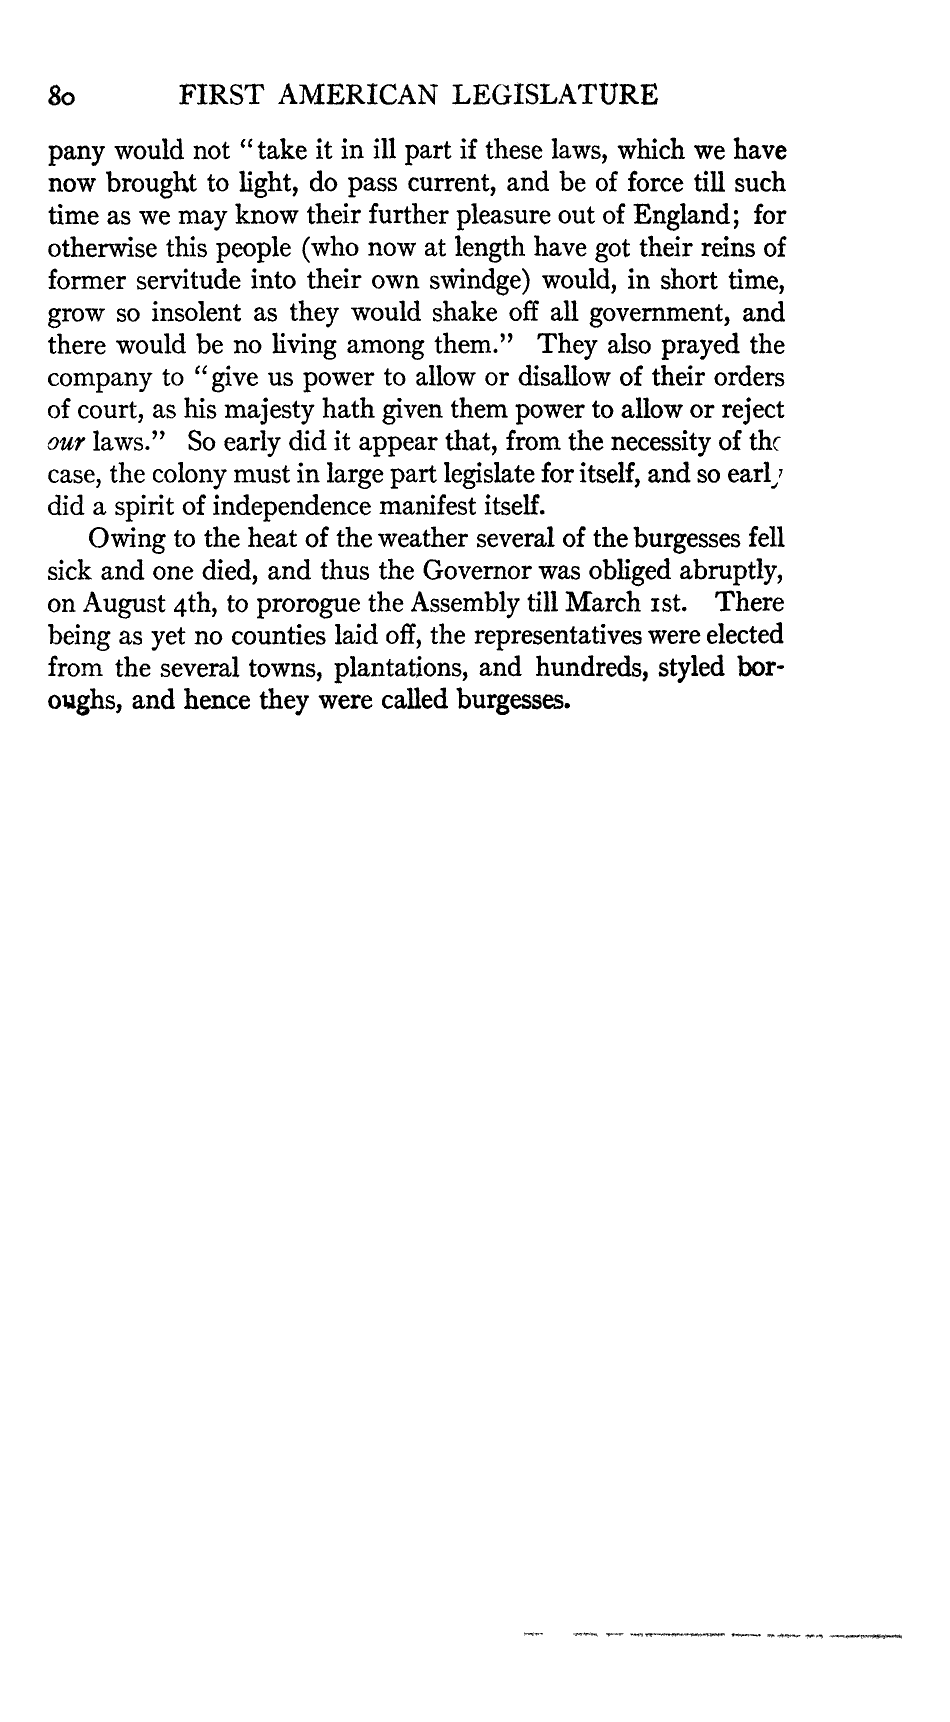 80 FIRST AMERICAN LEGISLATURE
pany would not "take it in ill part if these laws, which we have
now brought to light, do pass current, and be of force till such
time as we may know their further pleasure out of England; for
otherwise this people (who now at length have got their reins of
former servitude into their own swindge) would, in short time,
grow so insolent as they would shake off all government, and
there would be no living among them." They also prayed the
company to "give us power to allow or disallow of their orders
of court, as his majesty hath given them power to allow or reject
our laws." So early did it appear that, from the necessity of the
case, the colony must in large part legislate for itself, and so early
did a spirit of independence manifest itself.
Owing to the heat of the weather several of the burgesses fell
sick and one died, and thus the Governor was obliged abruptly,
on August 4th, to prorogue the Assembly till March 1st. There
being as yet no counties laid off, the representatives were elected
from the several towns, plantations, and hundreds, styled bor-
oughs, and hence they were called burgesses.